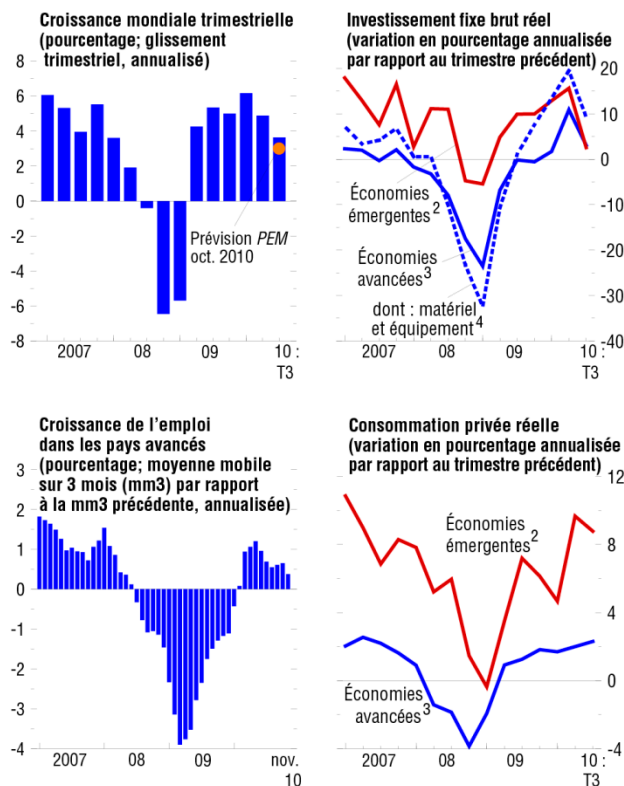 Croissance mondiale trimestrielle
(pourcentage; glissement
trimestriel, annualisé)
8
6
4
2
0
-2
-4
-6
-8
Prévision PEM
oct. 2010
2007
08
09
10 :
T3
Investissement fixe brut réel
(variation en pourcentage annualisée
par rapport au trimestre précédent)
20
10
0
-10
-20
-30
-40
Économies
émergentes2
Économies
avancées3
dont : matériel
et équipement4
2007
08
09
10 :
T3
Croissance de l’emploi
dans les pays avancés
(pourcentage; moyenne mobile
sur 3 mois (mm3) par rapport
à la mm3 précédente, annualisée)
3
2
1
0
-1
-2
-3
-4
2007
08
09
nov.
10
Consommation privée réelle
(variation en pourcentage annualisée
par rapport au trimestre précédent)
12
8
4
0
-4
Économies
émergentes2
Économies
avancées3
2007
08
09
10 :
T3